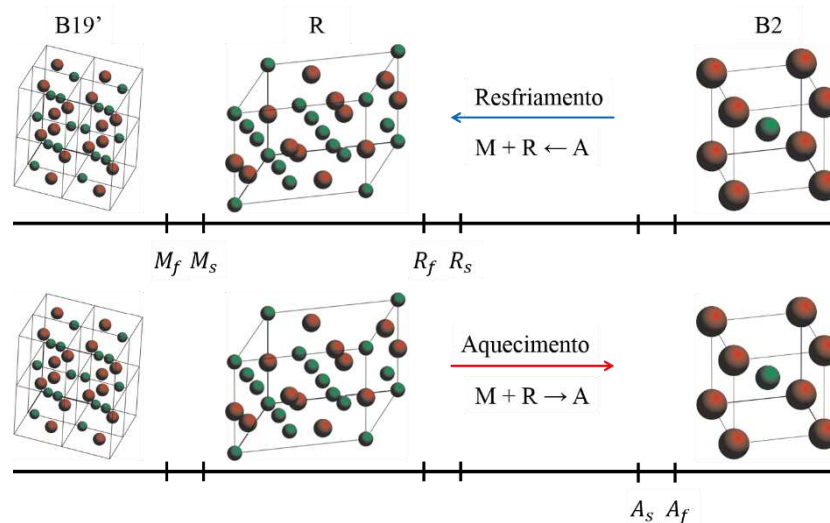 B19’ R B2
Resfriamento
M + R ← A
M_f M_s R_f R_s
Aquecimento
M + R → A
A_s A_f